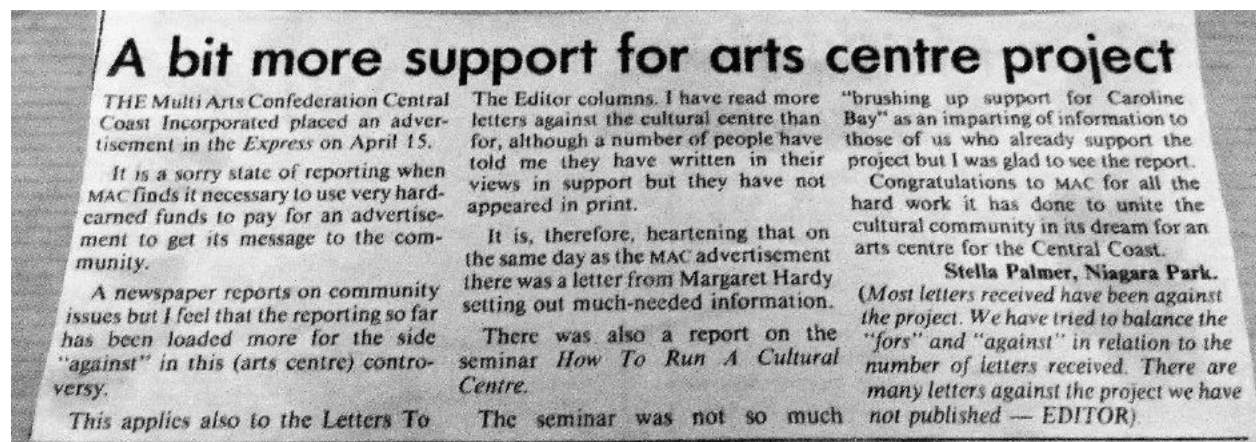 A bit more support for arts centre project
THE Multi Arts Confederation Central
Coast Incorporated placed an adver-
tisement in the Express on April 15.
It is a sorry state of reporting when
MAC finds it necessary to use very hard-
earned funds to pay for an advertise-
ment to get its message to the com-
munity.
A newspaper reports on community
issues but I feel that the reporting so far
has been loaded more for the side
"against" in this (arts centre) contro-
versy.
This applies also to the Letters To
The Editor columns. I have read more
letters against the cultural centre than
for, although a number of people have
told me they have written in their
views in support but they have not
appeared in print.
It is, therefore, heartening that on
the same day as the MAC advertisement
there was a letter from Margaret Hardy
setting out much-needed information.
There was also a report on the
seminar How To Run A Cultural
Centre.
The seminar was not so much
"brushing up support for Caroline
Bay" as an imparting of information to
those of us who already support the
project but I was glad to see the report.
Congratulations to MAC for all the
hard work it has done to unite the
cultural community in its dream for an
arts centre for the Central Coast.
Stella Palmer, Niagara Park.
(Most letters received have been against
the project. We have tried to balance the
"fors" and "against" in relation to the
number of letters received. There are
many letters against the project we have
not published — EDITOR).